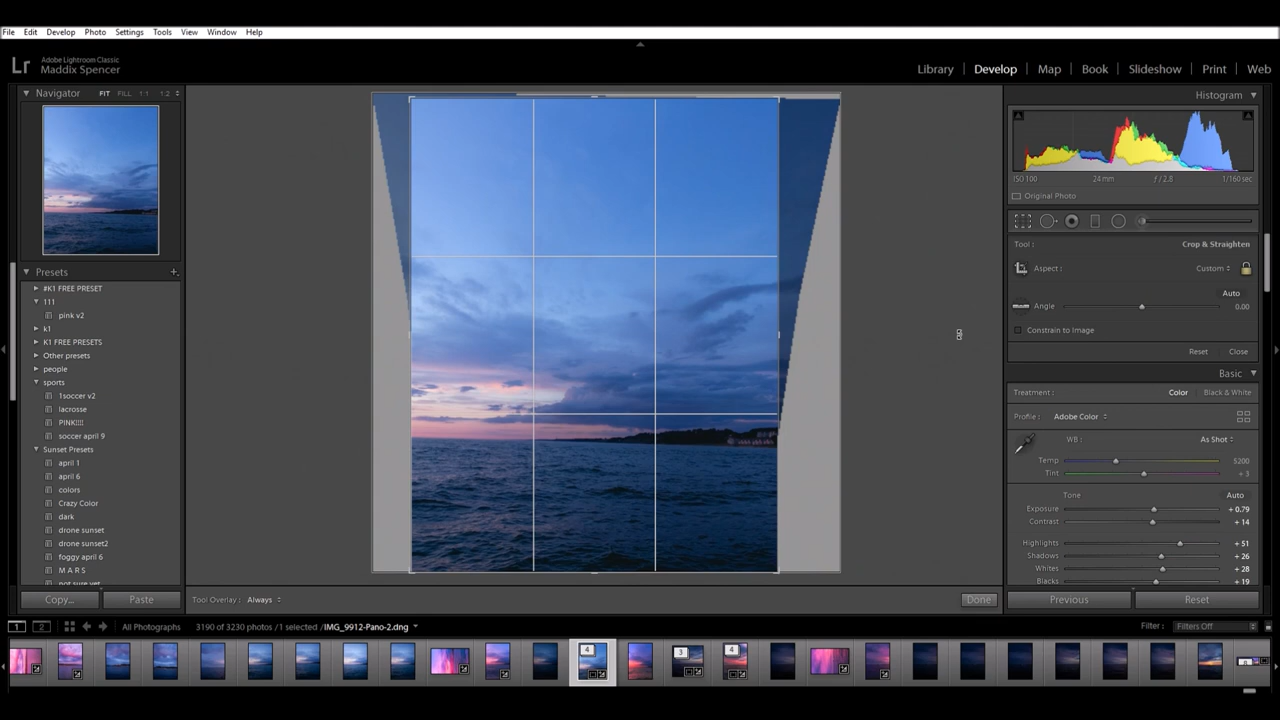 File Edit Develop Photo Settings Tools View Window Help
Lr Adobe Lightroom Classic
Maddix Spencer
Library Develop Map Book Slideshow Print Web
Navigator FIT FILL 1:1 1:2
Presets +
#K1 FREE PRESET
111
pink v2
k1
K1 FREE PRESETS
Other presets
people
sports
1soccer v2
lacrosse
PINK!!!!
soccer april 9
Sunset Presets
april 1
april 6
colors
Crazy Color
dark
drone sunset
drone sunset2
foggy april 6
M A R S
not sure yet
Copy... Paste
Tool Overlay: Always
Done
Histogram
ISO 100 24 mm ƒ / 2.8 1/160 sec
Original Photo
Tool : Crop & Straighten
Aspect : Custom
Auto
Angle 0.00
Constrain to Image
Reset Close
Basic
Treatment : Color Black & White
Profile : Adobe Color
WB : As Shot
Temp 5200
Tint + 3
Tone Auto
Exposure + 0.79
Contrast + 14
Highlights + 51
Shadows + 26
Whites + 28
Blacks + 19
Previous Reset
1 2 All Photographs 3190 of 3230 photos / 1 selected / IMG_9912-Pano-2.dng Filter : Filters Off
4 3 4